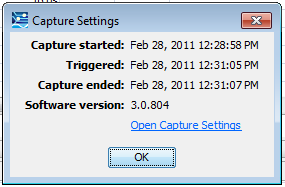 Capture Settings
Capture started: Feb 28, 2011 12:28:58 PM
Triggered: Feb 28, 2011 12:31:05 PM
Capture ended: Feb 28, 2011 12:31:07 PM
Software version: 3.0.804
Open Capture Settings
OK